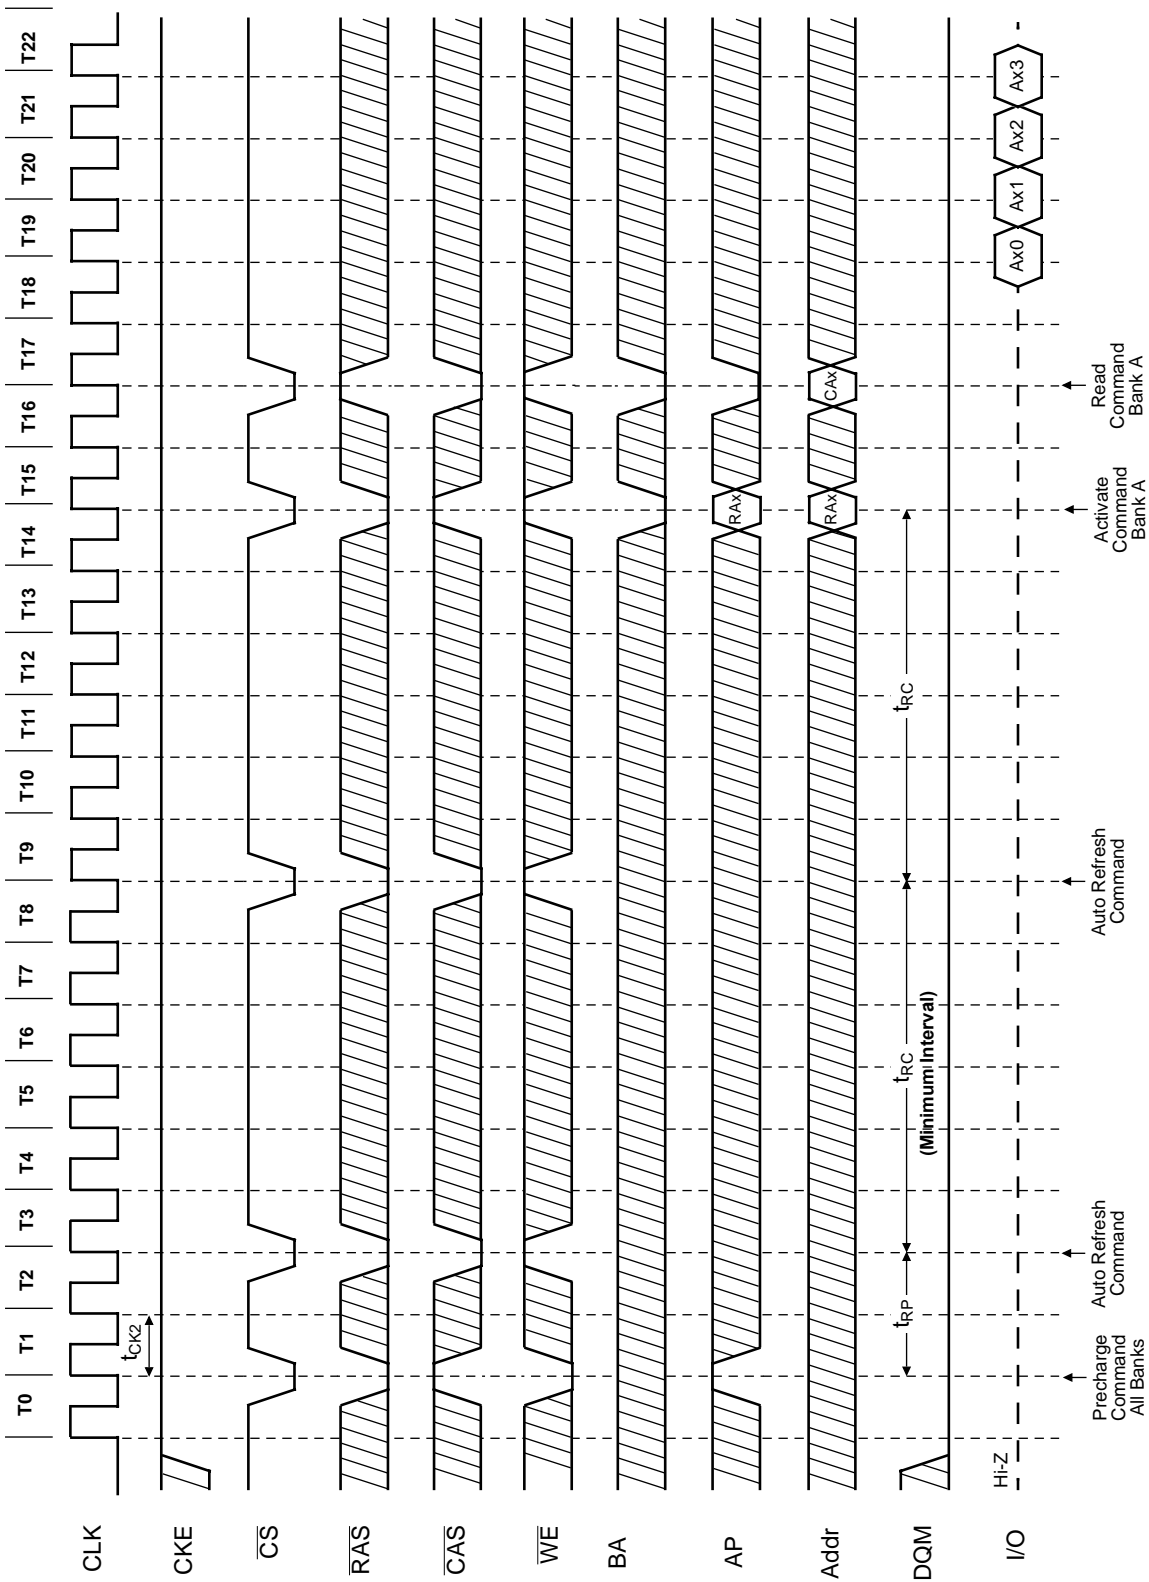 T0 T1 T2 T3 T4 T5 T6 T7 T8 T9 T10 T11 T12 T13 T14 T15 T16 T17 T18 T19 T20 T21 T22
CLK
tCK2
CKE
CS
RAS
CAS
WE
BA
AP
RAx
Addr
RAx CAx
DQM
tRP
tRC
(Minimum Interval)
tRC
I/O
Hi-Z
Ax0 Ax1 Ax2 Ax3
Precharge
Command
All Banks
Auto Refresh
Command
Auto Refresh
Command
Activate
Command
Bank A
Read
Command
Bank A